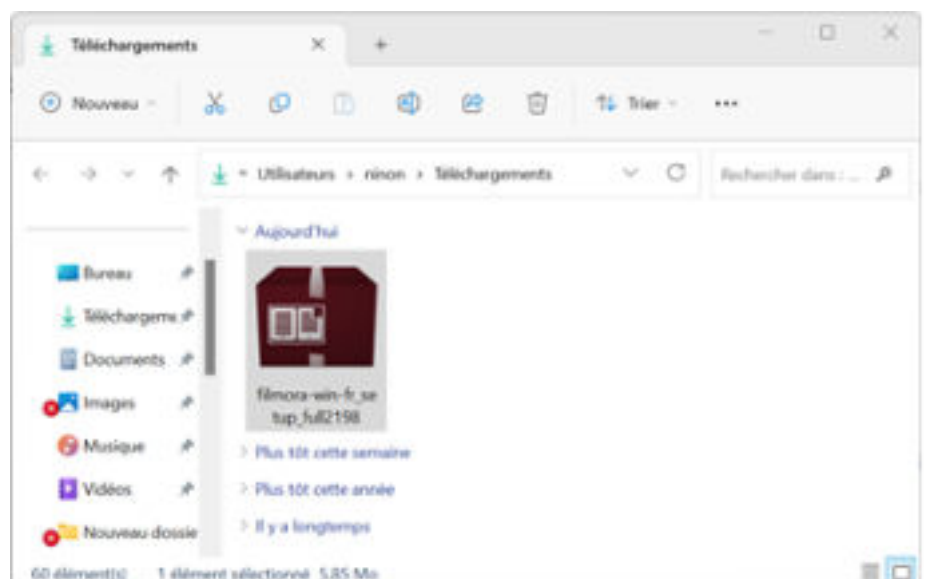 Téléchargements
Nouveau
Trier
Utilisateurs > ninon > Téléchargements
Rechercher dans : ...
Aujourd'hui
Bureau
Téléchargeme
Documents
Images
Musique
Vidéos
Nouveau dossie
filmora-win-fr_se
tup_full2198
Plus tôt cette semaine
Plus tôt cette année
Il y a longtemps
60 élément(s) 1 élément sélectionné 5,85 Mo